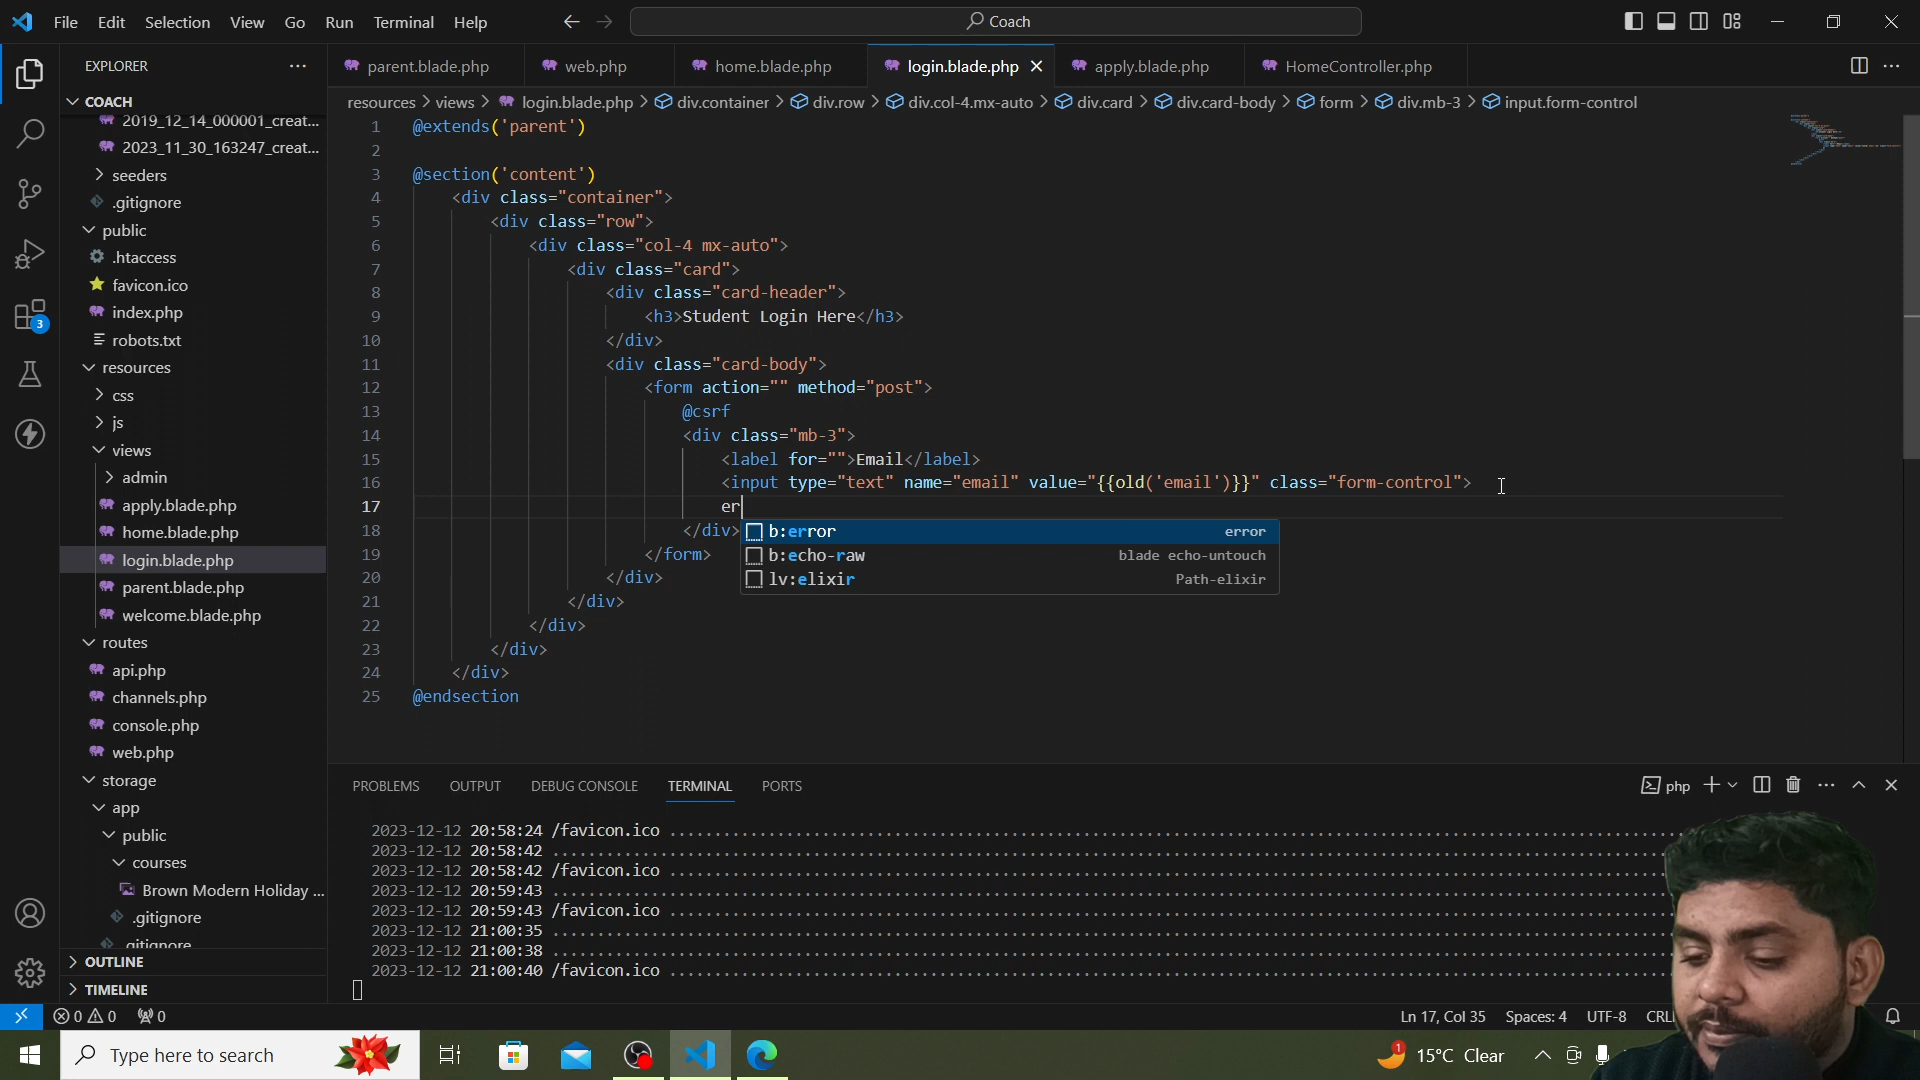 File Edit Selection View Go Run Terminal Help
Coach
EXPLORER
COACH
2019_12_14_000001_creat...
2023_11_30_163247_creat...
seeders
.gitignore
public
.htaccess
favicon.ico
index.php
robots.txt
resources
css
js
views
admin
apply.blade.php
home.blade.php
login.blade.php
parent.blade.php
welcome.blade.php
routes
api.php
channels.php
console.php
web.php
storage
app
public
courses
Brown Modern Holiday ...
.gitignore
.gitignore
OUTLINE
TIMELINE
3
parent.blade.php web.php home.blade.php login.blade.php apply.blade.php HomeController.php
resources > views > login.blade.php > div.container > div.row > div.col-4.mx-auto > div.card > div.card-body > form > div.mb-3 > input.form-control
1 @extends('parent')
2
3 @section('content')
4 <div class="container">
5 <div class="row">
6 <div class="col-4 mx-auto">
7 <div class="card">
8 <div class="card-header">
9 <h3>Student Login Here</h3>
10 </div>
11 <div class="card-body">
12 <form action="" method="post">
13 @csrf
14 <div class="mb-3">
15 <label for="">Email</label>
16 <input type="text" name="email" value="{{old('email')}}" class="form-control">
17 er
18 </div>
19 </form>
20 </div>
21 </div>
22 </div>
23 </div>
24 </div>
25 @endsection
b:error error
b:echo-raw blade echo-untouch
lv:elixir Path-elixir
PROBLEMS OUTPUT DEBUG CONSOLE TERMINAL PORTS
php
2023-12-12 20:58:24 /favicon.ico ........................
2023-12-12 20:58:42 ........................
2023-12-12 20:58:42 /favicon.ico ........................
2023-12-12 20:59:43 ........................
2023-12-12 20:59:43 /favicon.ico ........................
2023-12-12 21:00:35 ........................
2023-12-12 21:00:38 ........................
2023-12-12 21:00:40 /favicon.ico ........................
0 0 0
Ln 17, Col 35 Spaces: 4 UTF-8
Type here to search
1
15°C Clear